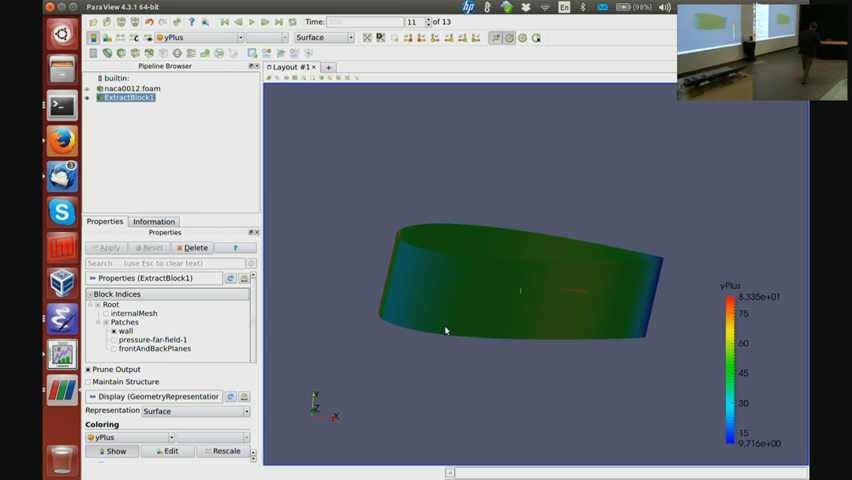 ParaView 4.3.1 64-bit
En
(98%)
Time:
550
11
of 13
yPlus
Surface
Pipeline Browser
builtin:
naca0012.foam
ExtractBlock1
Layout #1
Properties
Information
Properties
Apply
Reset
Delete
?
Search ... (use Esc to clear text)
Properties (ExtractBlock1)
Block Indices
Root
internalMesh
Patches
wall
pressure-far-field-1
frontAndBackPlanes
Prune Output
Maintain Structure
Display (GeometryRepresentation
Representation
Surface
Coloring
yPlus
Show
Edit
Rescale
yPlus
8.335e+01
75
60
45
30
15
9.716e+00
Y
Z
X
hp